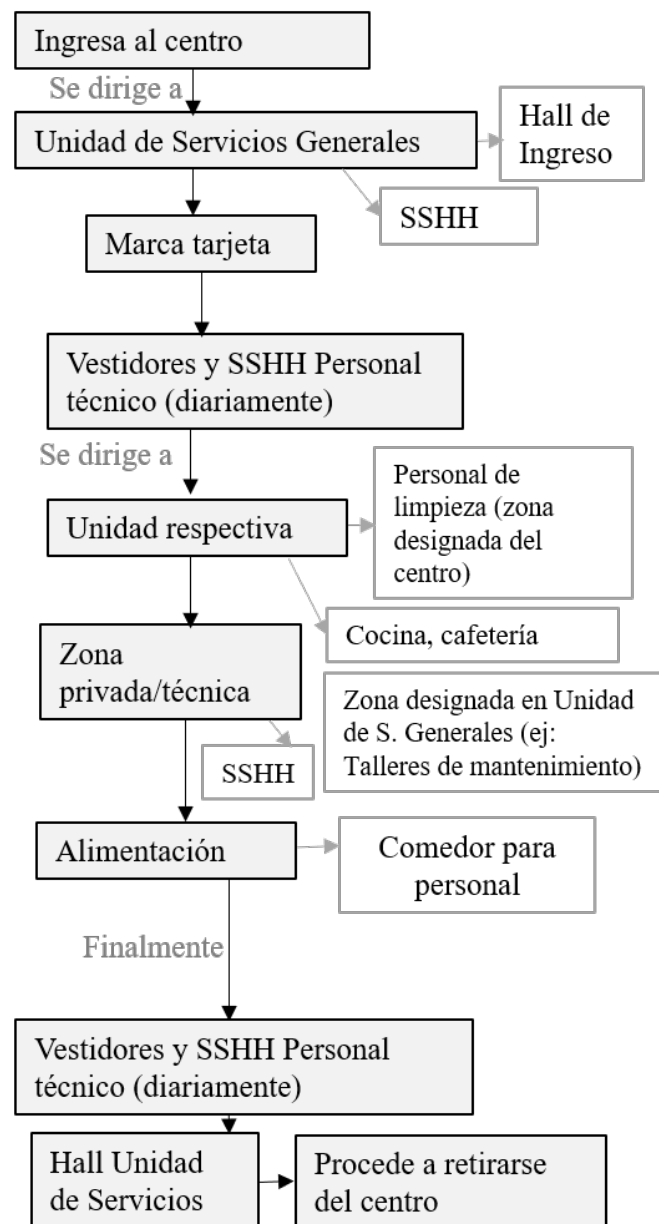 Ingresa al centro
Se dirige a
Unidad de Servicios Generales
Hall de
Ingreso
SSHH
Marca tarjeta
Vestidores y SSHH Personal
técnico (diariamente)
Se dirige a
Unidad respectiva
Personal de
limpieza (zona
designada del
centro)
Cocina, cafetería
Zona
privada/técnica
Zona designada en Unidad
de S. Generales (ej:
Talleres de mantenimiento)
SSHH
Alimentación
Comedor para
personal
Finalmente
Vestidores y SSHH Personal
técnico (diariamente)
Hall Unidad
de Servicios
Procede a retirarse
del centro